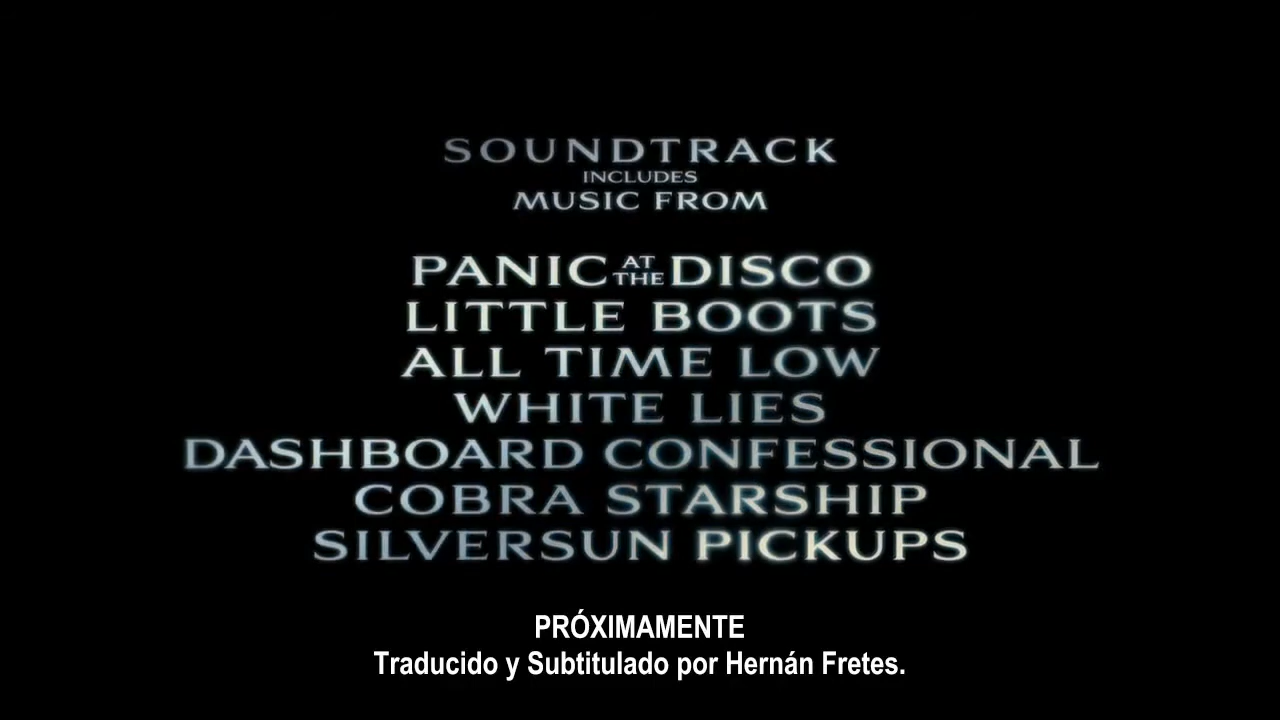 SOUNDTRACK
INCLUDES
MUSIC FROM
PANIC AT THE DISCO
LITTLE BOOTS
ALL TIME LOW
WHITE LIES
DASHBOARD CONFESSIONAL
COBRA STARSHIP
SILVERSUN PICKUPS
PRÓXIMAMENTE
Traducido y Subtitulado por Hernán Fretes.